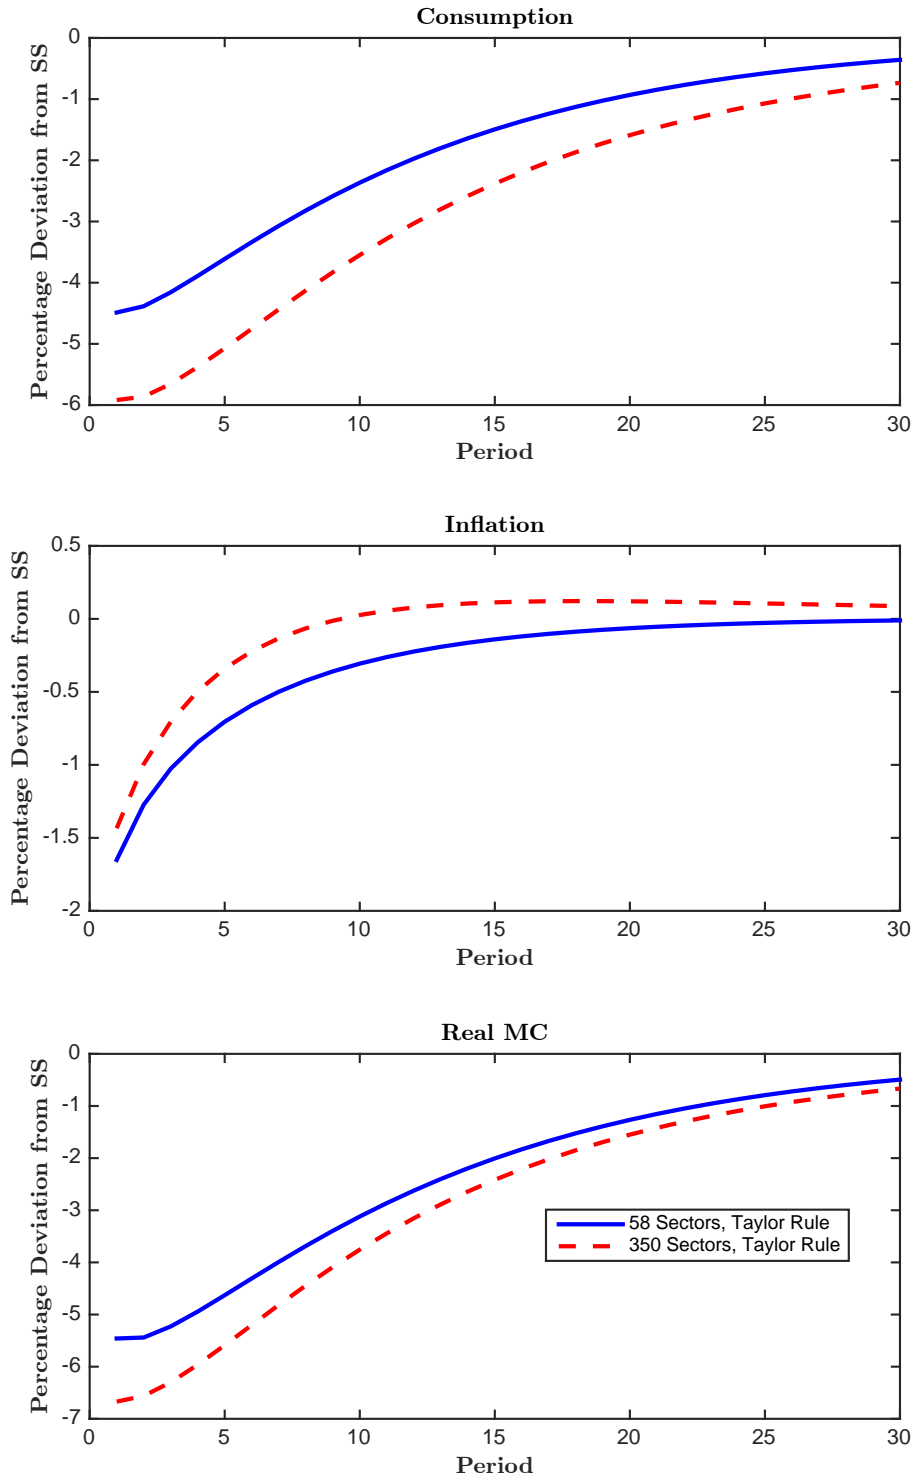 Consumption
Percentage Deviation from SS
0
-1
-2
-3
-4
-5
-6
0 5 10 15 20 25 30
Period
Inflation
Percentage Deviation from SS
0.5
0
-0.5
-1
-1.5
-2
0 5 10 15 20 25 30
Period
Real MC
Percentage Deviation from SS
0
-1
-2
-3
-4
-5
-6
-7
58 Sectors, Taylor Rule
350 Sectors, Taylor Rule
0 5 10 15 20 25 30
Period